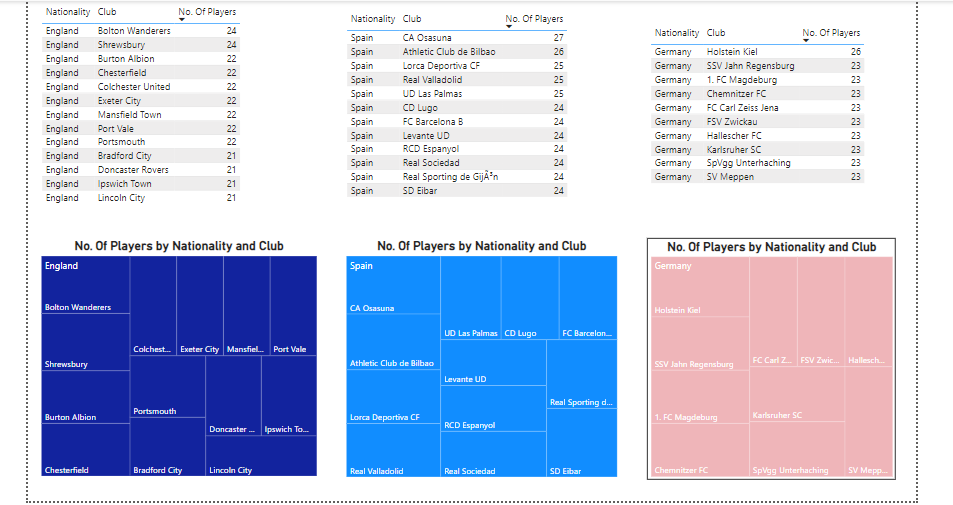 Nationality Club No. Of Players
England Bolton Wanderers 24
England Shrewsbury 24
England Burton Albion 22
England Chesterfield 22
England Colchester United 22
England Exeter City 22
England Mansfield Town 22
England Port Vale 22
England Portsmouth 22
England Bradford City 21
England Doncaster Rovers 21
England Ipswich Town 21
England Lincoln City 21
Nationality Club No. Of Players
Spain CA Osasuna 27
Spain Athletic Club de Bilbao 26
Spain Lorca Deportiva CF 25
Spain Real Valladolid 25
Spain UD Las Palmas 25
Spain CD Lugo 24
Spain FC Barcelona B 24
Spain Levante UD 24
Spain RCD Espanyol 24
Spain Real Sociedad 24
Spain Real Sporting de GijÃ³n 24
Spain SD Eibar 24
Nationality Club No. Of Players
Germany Holstein Kiel 26
Germany SSV Jahn Regensburg 23
Germany 1. FC Magdeburg 23
Germany Chemnitzer FC 23
Germany FC Carl Zeiss Jena 23
Germany FSV Zwickau 23
Germany Hallescher FC 23
Germany Karlsruher SC 23
Germany SpVgg Unterhaching 23
Germany SV Meppen 23
No. Of Players by Nationality and Club
England
Bolton Wanderers
Shrewsbury
Burton Albion
Chesterfield
Colchest... Exeter City Mansfiel... Port Vale
Portsmouth
Doncaster ... Ipswich To...
Bradford City Lincoln City
No. Of Players by Nationality and Club
Spain
CA Osasuna
Athletic Club de Bilbao
Lorca Deportiva CF
Real Valladolid
UD Las Palmas CD Lugo FC Barcelon...
Levante UD
Real Sporting d...
RCD Espanyol
Real Sociedad SD Eibar
No. Of Players by Nationality and Club
Germany
Holstein Kiel
SSV Jahn Regensburg
1. FC Magdeburg
Chemnitzer FC
FC Carl Z... FSV Zwic... Hallesch...
Karlsruher SC
SpVgg Unterhaching SV Mepp...